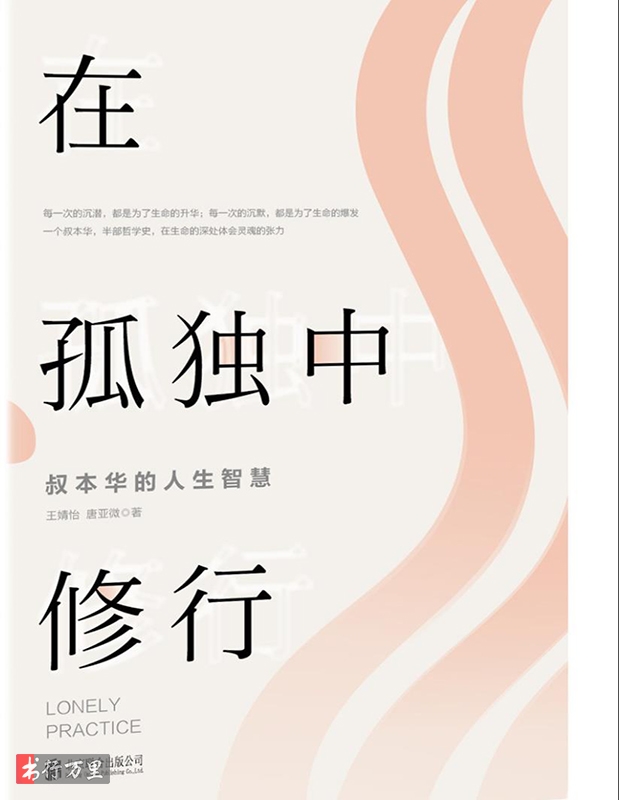 在
每一次的沉潜，都是为了生命的升华；每一次的沉默，都是为了生命的爆发
一个叔本华，半部哲学史，在生命的深处体会灵魂的张力
孤独中
叔本华的人生智慧
王婧怡 唐亚微◎著
修行
LONELY
PRACTICE
出版公司
书行万里